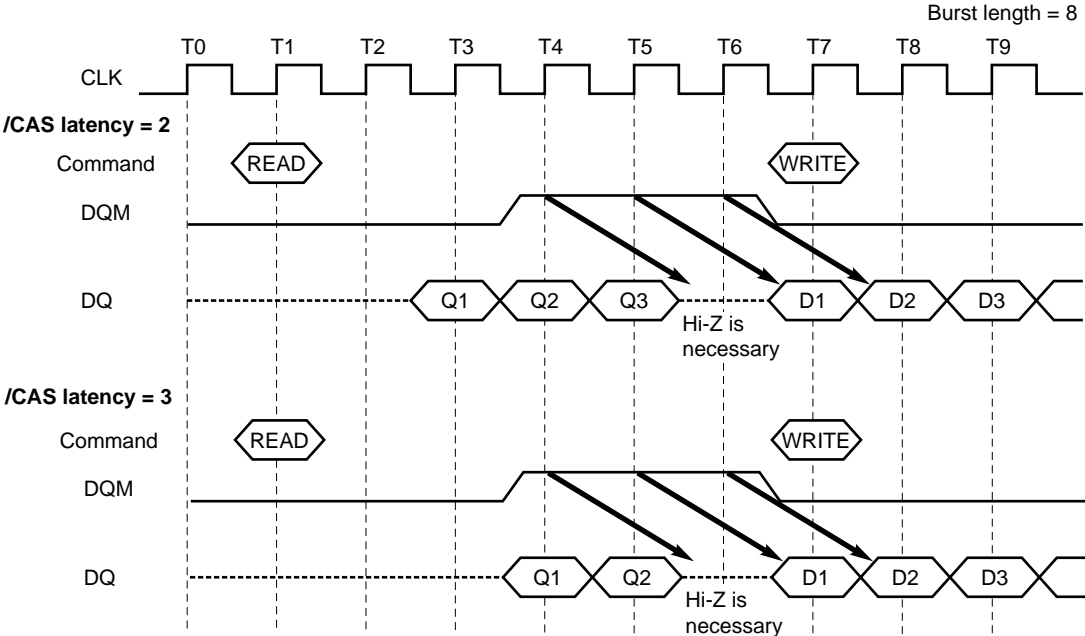 Burst length = 8
T0 T1 T2 T3 T4 T5 T6 T7 T8 T9
CLK
/CAS latency = 2
Command READ WRITE
DQM
DQ Q1 Q2 Q3 D1 D2 D3
Hi-Z is
necessary
/CAS latency = 3
Command READ WRITE
DQM
DQ Q1 Q2 D1 D2 D3
Hi-Z is
necessary